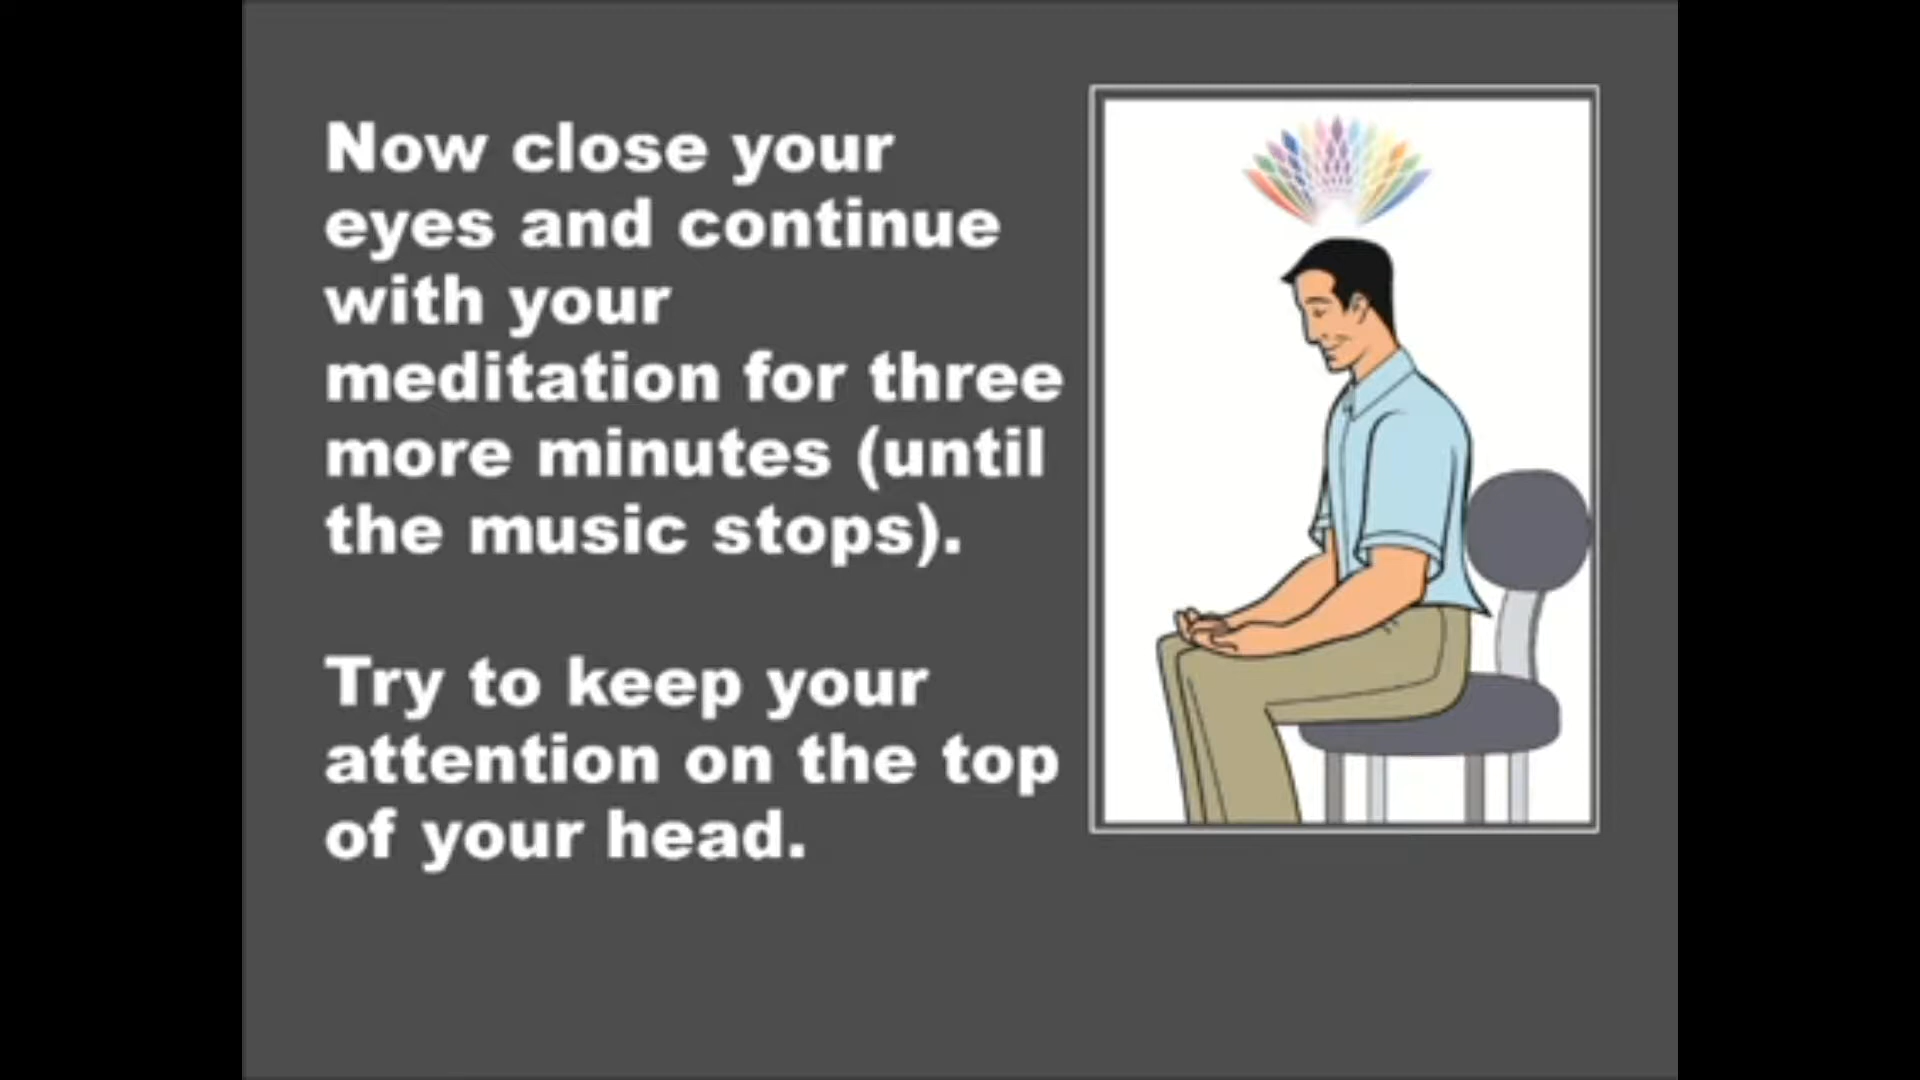 Now close your
eyes and continue
with your
meditation for three
more minutes (until
the music stops).
Try to keep your
attention on the top
of your head.